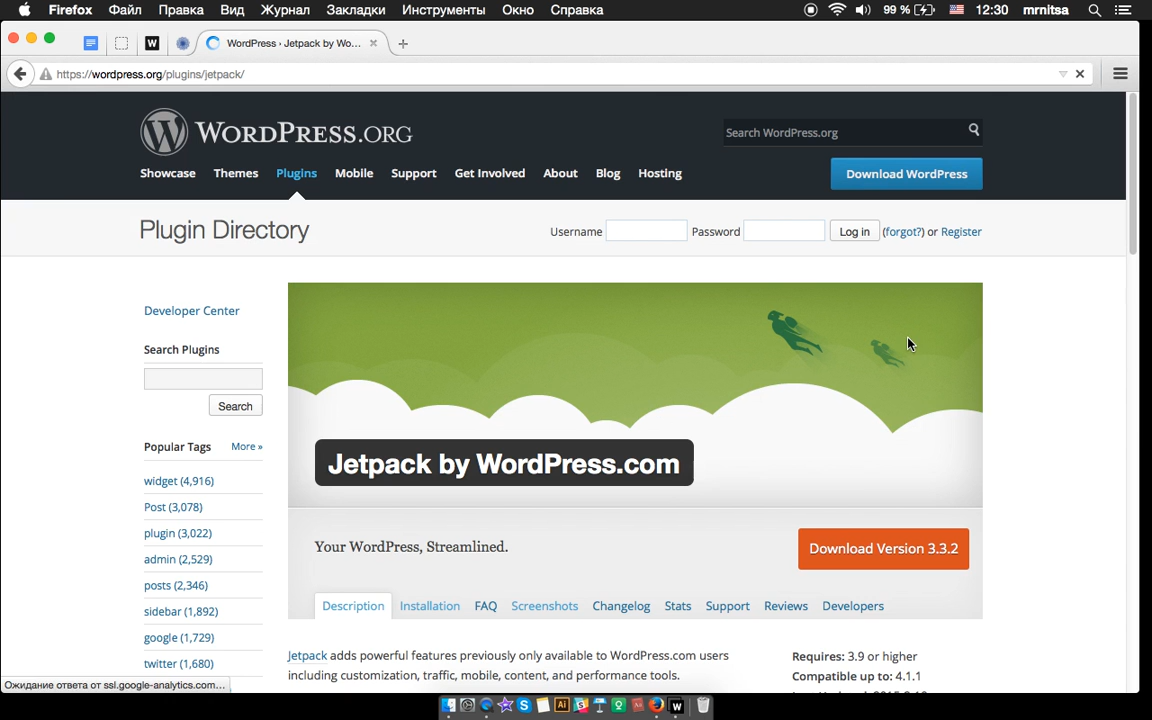 Firefox Файл Правка Вид Журнал Закладки Инструменты Окно Справка 99 % 12:30 mrnitsa
W WordPress › Jetpack by Wo...
https://wordpress.org/plugins/jetpack/
WORDPRESS.ORG
Search WordPress.org
Showcase Themes Plugins Mobile Support Get Involved About Blog Hosting
Download WordPress
Plugin Directory
Username Password Log in (forgot?) or Register
Developer Center
Search Plugins
Search
Popular Tags More »
widget (4,916)
Post (3,078)
plugin (3,022)
admin (2,529)
posts (2,346)
sidebar (1,892)
google (1,729)
twitter (1,680)
Jetpack by WordPress.com
Your WordPress, Streamlined.
Download Version 3.3.2
Description Installation FAQ Screenshots Changelog Stats Support Reviews Developers
Jetpack adds powerful features previously only available to WordPress.com users
including customization, traffic, mobile, content, and performance tools.
Requires: 3.9 or higher
Compatible up to: 4.1.1
Ожидание ответа от ssl.google-analytics.com...